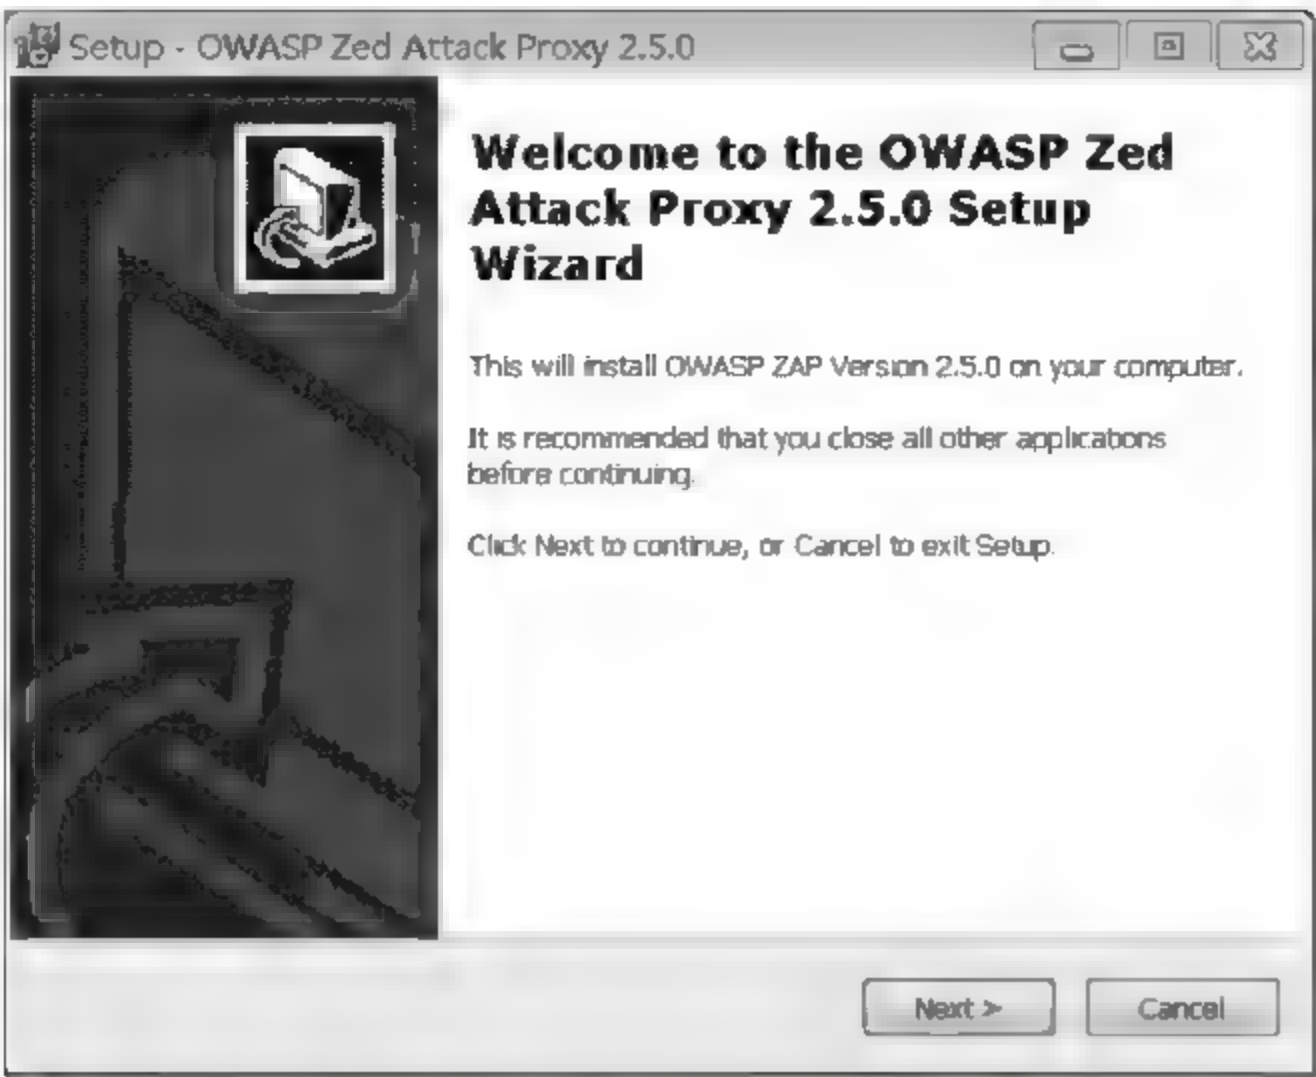 Setup - OWASP Zed Attack Proxy 2.5.0
Welcome to the OWASP Zed
Attack Proxy 2.5.0 Setup
Wizard
This will install OWASP ZAP Version 2.5.0 on your computer.
It is recommended that you close all other applications
before continuing.
Click Next to continue, or Cancel to exit Setup.
Next >
Cancel